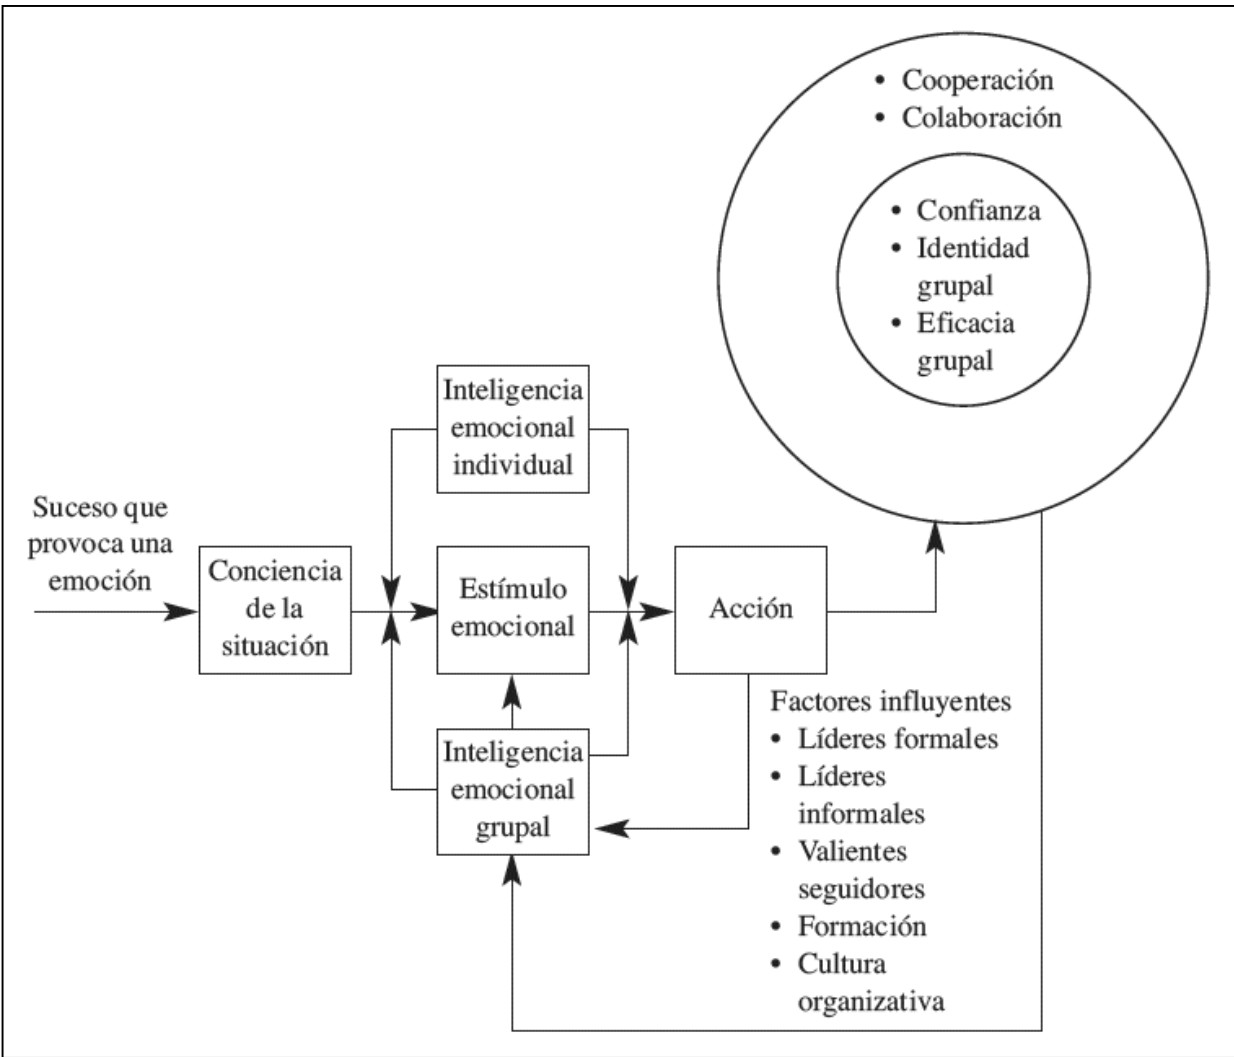 • Cooperación
• Colaboración
• Confianza
• Identidad
grupal
• Eficacia
grupal
Inteligencia
emocional
individual
Suceso que
provoca una
emoción
Conciencia
de la
situación
Estímulo
emocional
Acción
Inteligencia
emocional
grupal
Factores influyentes
• Líderes formales
• Líderes
informales
• Valientes
seguidores
• Formación
• Cultura
organizativa